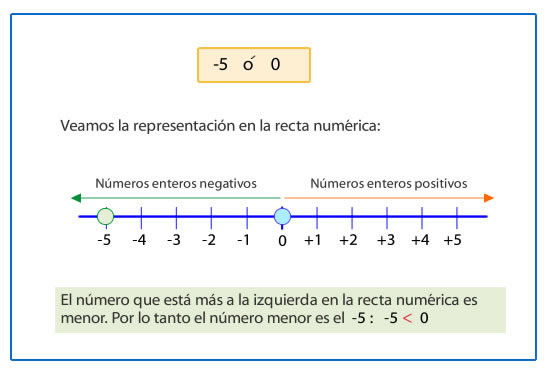 -5 ó 0
Veamos la representación en la recta numérica:
Números enteros negativos Números enteros positivos
-5 -4 -3 -2 -1 0 +1 +2 +3 +4 +5
El número que está más a la izquierda en la recta numérica es
menor. Por lo tanto el número menor es el -5 : -5 < 0